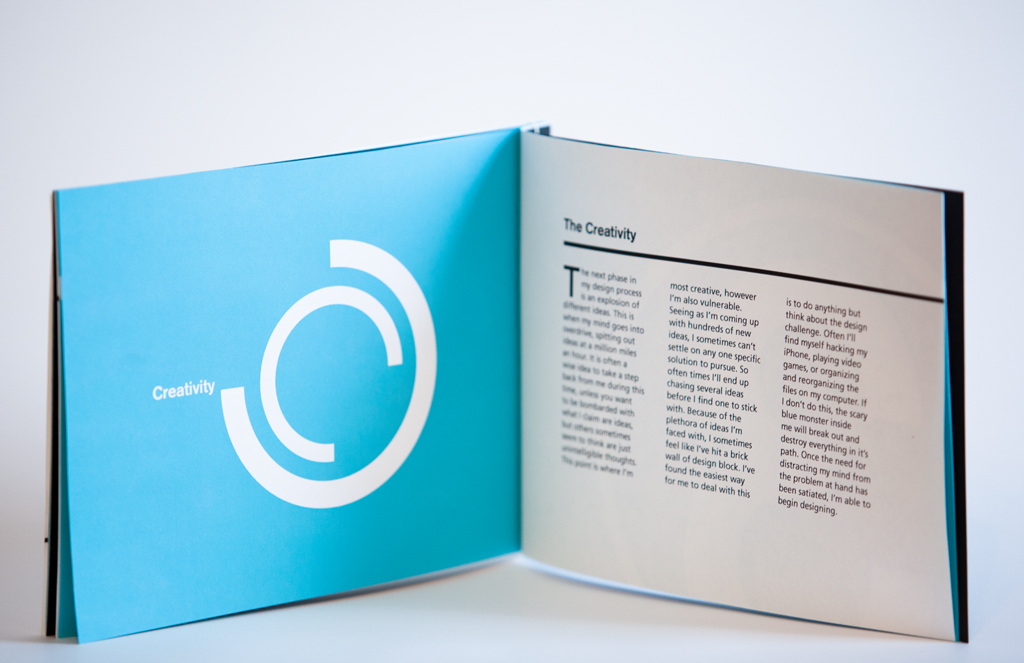 Creativity
The Creativity
The next phase in
my design process
is an explosion of
different ideas. This is
when my mind goes into
overdrive, spitting out
ideas at a million miles
an hour. It is often a
wise idea to take a step
back from me during this
time, unless you want
to be bombarded with
what I claim are ideas,
but others sometimes
seem to think are just
unintelligible thoughts.
This point is where I'm
most creative, however
I'm also vulnerable.
Seeing as I'm coming up
with hundreds of new
ideas, I sometimes can't
settle on any one specific
solution to pursue. So
often times I'll end up
chasing several ideas
before I find one to stick
with. Because of the
plethora of ideas I'm
faced with, I sometimes
feel like I've hit a brick
wall of design block. I've
found the easiest way
for me to deal with this
is to do anything but
think about the design
challenge. Often I'll
find myself hacking my
iPhone, playing video
games, or organizing
and reorganizing the
files on my computer. If
I don't do this, the scary
blue monster inside
me will break out and
destroy everything in it's
path. Once the need for
distracting my mind from
the problem at hand has
been satiated, I'm able to
begin designing.